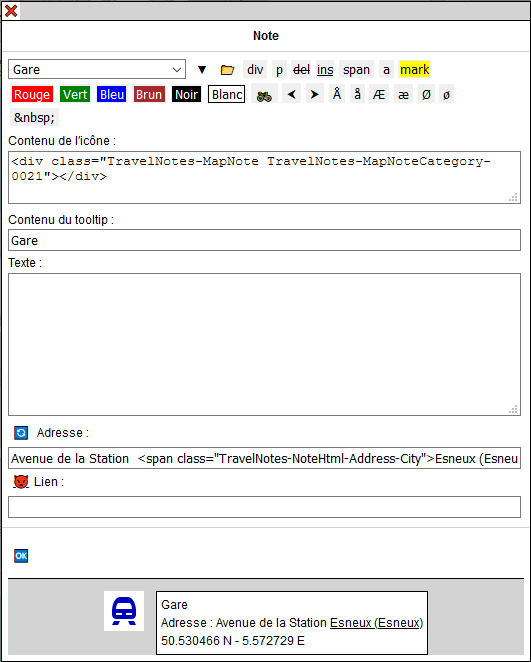 Note
Gare ▼ div p del ins span a mark
Rouge Vert Bleu Brun Noir Blanc Å å Æ æ Ø ø
&nbsp;
Contenu de l'icône :
<div class="TravelNotes-MapNote TravelNotes-MapNoteCategory-
0021"></div>
Contenu du tooltip :
Gare
Texte :
Adresse :
Avenue de la Station <span class="TravelNotes-NoteHtml-Address-City">Esneux (Esneu
Lien :
OK
Gare
Adresse : Avenue de la Station Esneux (Esneux)
50.530466 N - 5.572729 E